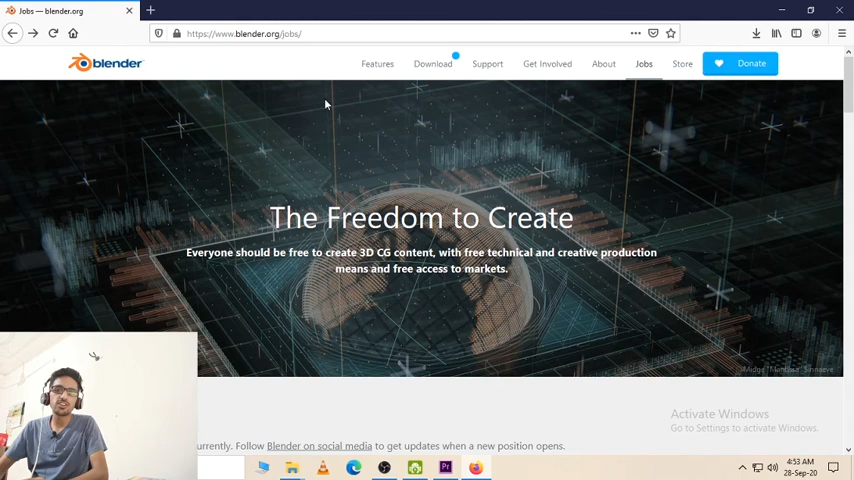 Jobs — blender.org
https://www.blender.org/jobs/
blender
Features
Download
Support
Get Involved
About
Jobs
Store
Donate
The Freedom to Create
Everyone should be free to create 3D CG content, with free technical and creative production
means and free access to markets.
Activate Windows
Go to Settings to activate Windows.
urrently. Follow Blender on social media to get updates when a new position opens.
Pr
4:53 AM
28-Sep-20